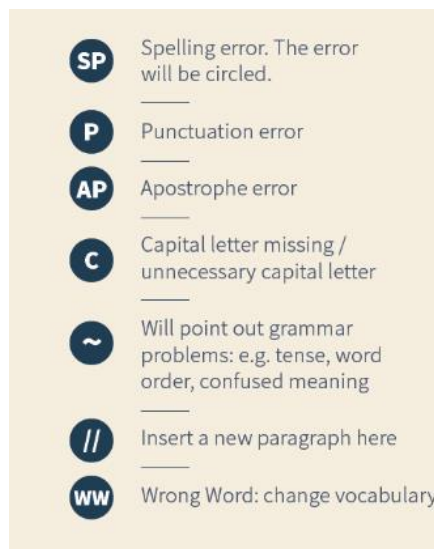 SP Spelling error. The error
will be circled.
P Punctuation error
AP Apostrophe error
C Capital letter missing /
unnecessary capital letter
~ Will point out grammar
problems: e.g. tense, word
order, confused meaning
// Insert a new paragraph here
WW Wrong Word: change vocabulary